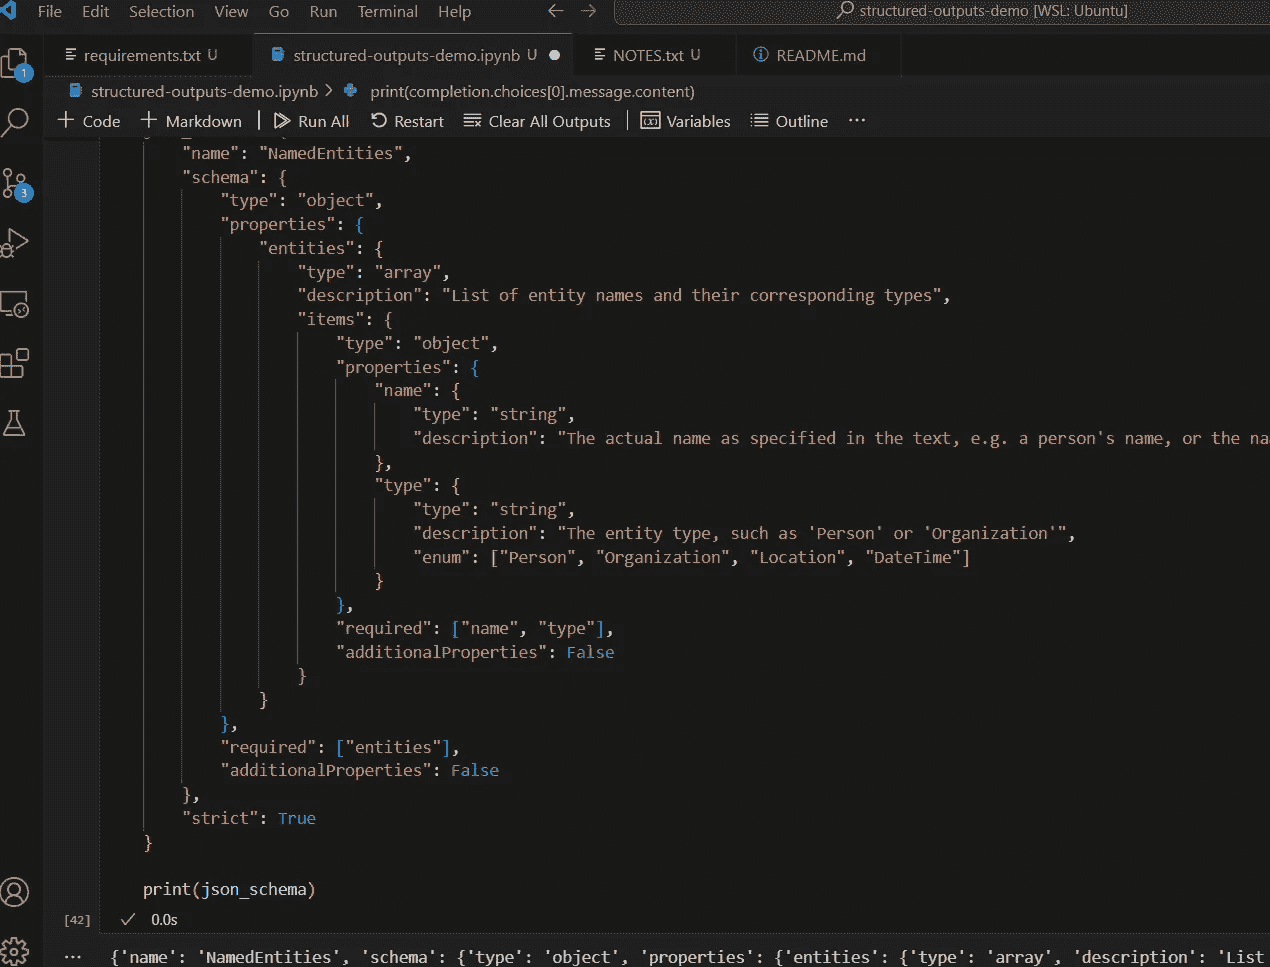 File Edit Selection View Go Run Terminal Help structured-outputs-demo [WSL: Ubuntu]
requirements.txt U structured-outputs-demo.ipynb U NOTES.txt U README.md
1
structured-outputs-demo.ipynb > print(completion.choices[0].message.content)
+ Code + Markdown Run All Restart Clear All Outputs Variables Outline ...
"name": "NamedEntities",
"schema": {
3
"type": "object",
"properties": {
"entities": {
"type": "array",
"description": "List of entity names and their corresponding types",
"items": {
"type": "object",
"properties": {
"name": {
"type": "string",
"description": "The actual name as specified in the text, e.g. a person's name, or the na
},
"type": {
"type": "string",
"description": "The entity type, such as 'Person' or 'Organization'",
"enum": ["Person", "Organization", "Location", "DateTime"]
}
},
"required": ["name", "type"],
"additionalProperties": False
}
}
},
"required": ["entities"],
"additionalProperties": False
},
"strict": True
}
print(json_schema)
[42] 0.0s
... {'name': 'NamedEntities', 'schema': {'type': 'object', 'properties': {'entities': {'type': 'array', 'description': 'List